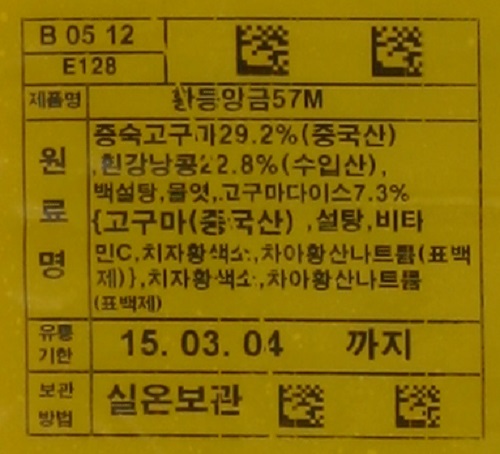 B 05 12
E128
제품명 황등앙금57M
원료명
증숙고구마29.2%(중국산)
,흰강낭콩22.8%(수입산),
백설탕,물엿,고구마다이스7.3%
{고구마(중국산) ,설탕,비타
민C,치자황색소,차아황산나트륨(표백
제)},치자황색소,차아황산나트륨
(표백제)
유통기한 15. 03. 04 까지
보관방법 실온보관